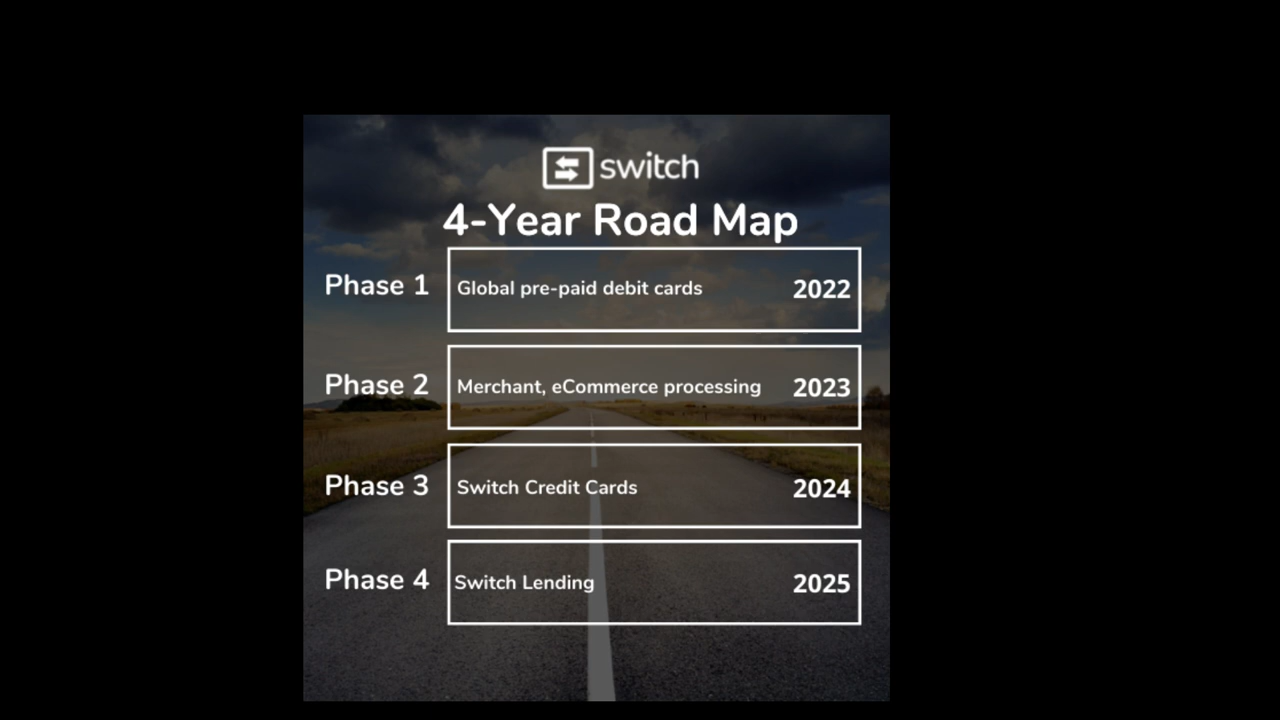 switch
4-Year Road Map
Phase 1 Global pre-paid debit cards 2022
Phase 2 Merchant, eCommerce processing 2023
Phase 3 Switch Credit Cards 2024
Phase 4 Switch Lending 2025